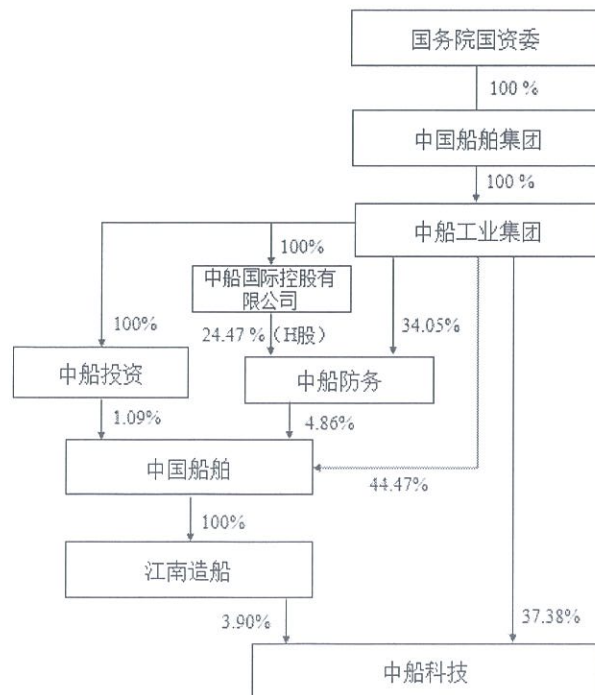 国务院国资委
100 %
中国船舶集团
100 %
中船工业集团
100%
中船国际控股有
限公司
100%
24.47 %（H股）
34.05%
中船投资
中船防务
1.09%
4.86%
中国船舶
44.47%
100%
江南造船
3.90%
37.38%
中船科技